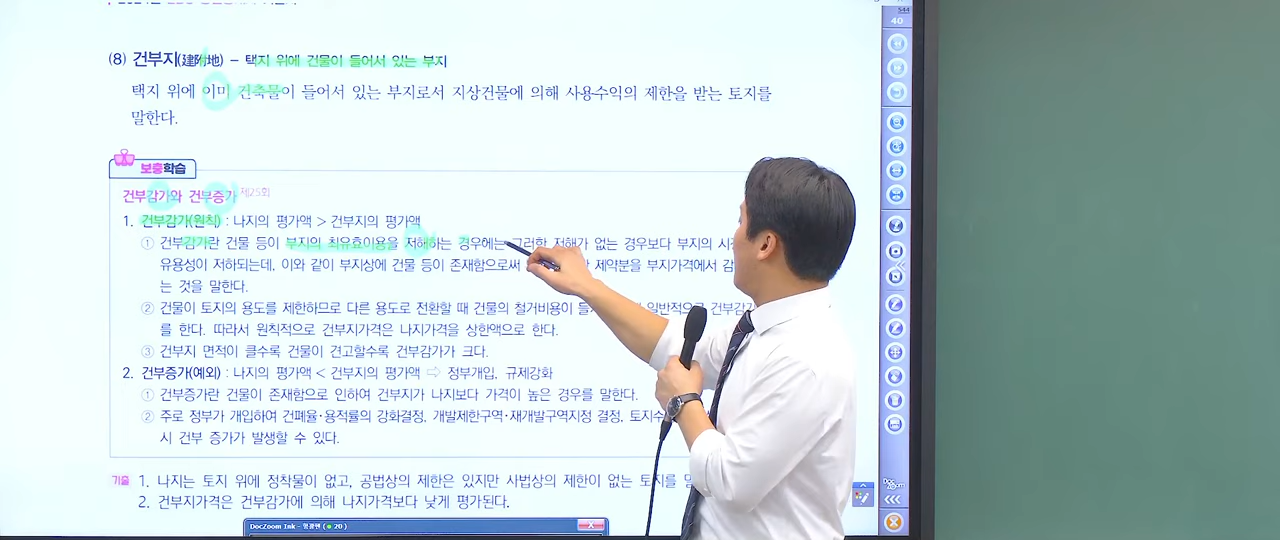 (8) 건부지(建附地) - 택지 위에 건물이 들어서 있는 부지
택지 위에 이미 건축물이 들어서 있는 부지로서 지상건물에 의해 사용수익의 제한을 받는 토지를
말한다.
보충학습
건부감가와 건부증가 제25회
1. 건부감가(원칙) : 나지의 평가액 > 건부지의 평가액
① 건부감가란 건물 등이 부지의 최유효이용을 저해하는 경우에는 그러한 저해가 없는 경우보다 부지의
유용성이 저하되는데, 이와 같이 부지상에 건물 등이 존재함으로써 제약분을 부지가격에서
는 것을 말한다.
② 건물이 토지의 용도를 제한하므로 다른 용도로 전환할 때 건물의 철거비용이 일반적으로 건부감가
를 한다. 따라서 원칙적으로 건부지가격은 나지가격을 상한액으로 한다.
③ 건부지 면적이 클수록 건물이 견고할수록 건부감가가 크다.
2. 건부증가(예외) : 나지의 평가액 < 건부지의 평가액 ⇨ 정부개입, 규제강화
① 건부증가란 건물이 존재함으로 인하여 건부지가 나지보다 가격이 높은 경우를 말한다.
② 주로 정부가 개입하여 건폐율·용적률의 강화결정, 개발제한구역·재개발구역지정 결정, 토지수
시 건부 증가가 발생할 수 있다.
기출 1. 나지는 토지 위에 정착물이 없고, 공법상의 제한은 있지만 사법상의 제한이 없는 토지를
2. 건부지가격은 건부감가에 의해 나지가격보다 낮게 평가된다.
544
40
DocZoom